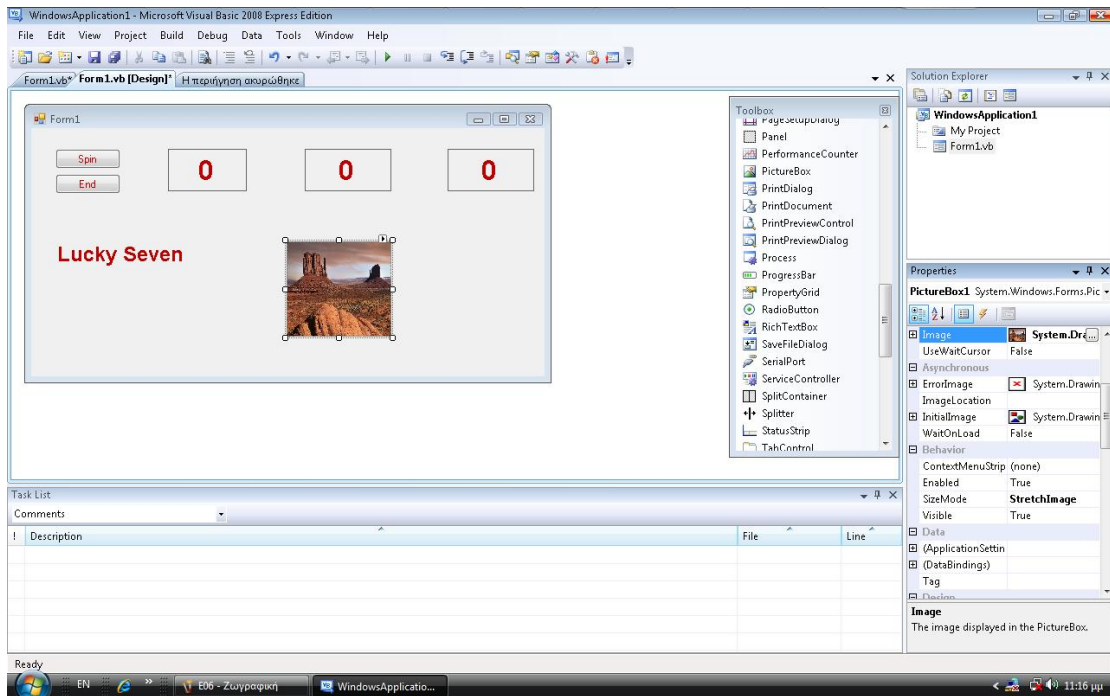 WindowsApplication1 - Microsoft Visual Basic 2008 Express Edition
File Edit View Project Build Debug Data Tools Window Help
Form1.vb* Form1.vb [Design]* Η περιήγηση ακυρώθηκε
Form1
Spin
End
0 0 0
Lucky Seven
Toolbox
PageSetupDialog
Panel
PerformanceCounter
PictureBox
PrintDialog
PrintDocument
PrintPreviewControl
PrintPreviewDialog
Process
ProgressBar
PropertyGrid
RadioButton
RichTextBox
SaveFileDialog
SerialPort
ServiceController
SplitContainer
Splitter
StatusStrip
TabControl
Solution Explorer
WindowsApplication1
My Project
Form1.vb
Properties
PictureBox1 System.Windows.Forms.Pic
Image System.Dra...
UseWaitCursor False
Asynchronous
ErrorImage System.Drawin
ImageLocation
InitialImage System.Drawin
WaitOnLoad False
Behavior
ContextMenuStrip (none)
Enabled True
SizeMode StretchImage
Visible True
Data
(ApplicationSettin
(DataBindings)
Tag
Design
Image
The image displayed in the PictureBox.
Task List
Comments
! Description File Line
Ready
EN » E06 - Ζωγραφική WindowsApplicatio... 11:16 μμ